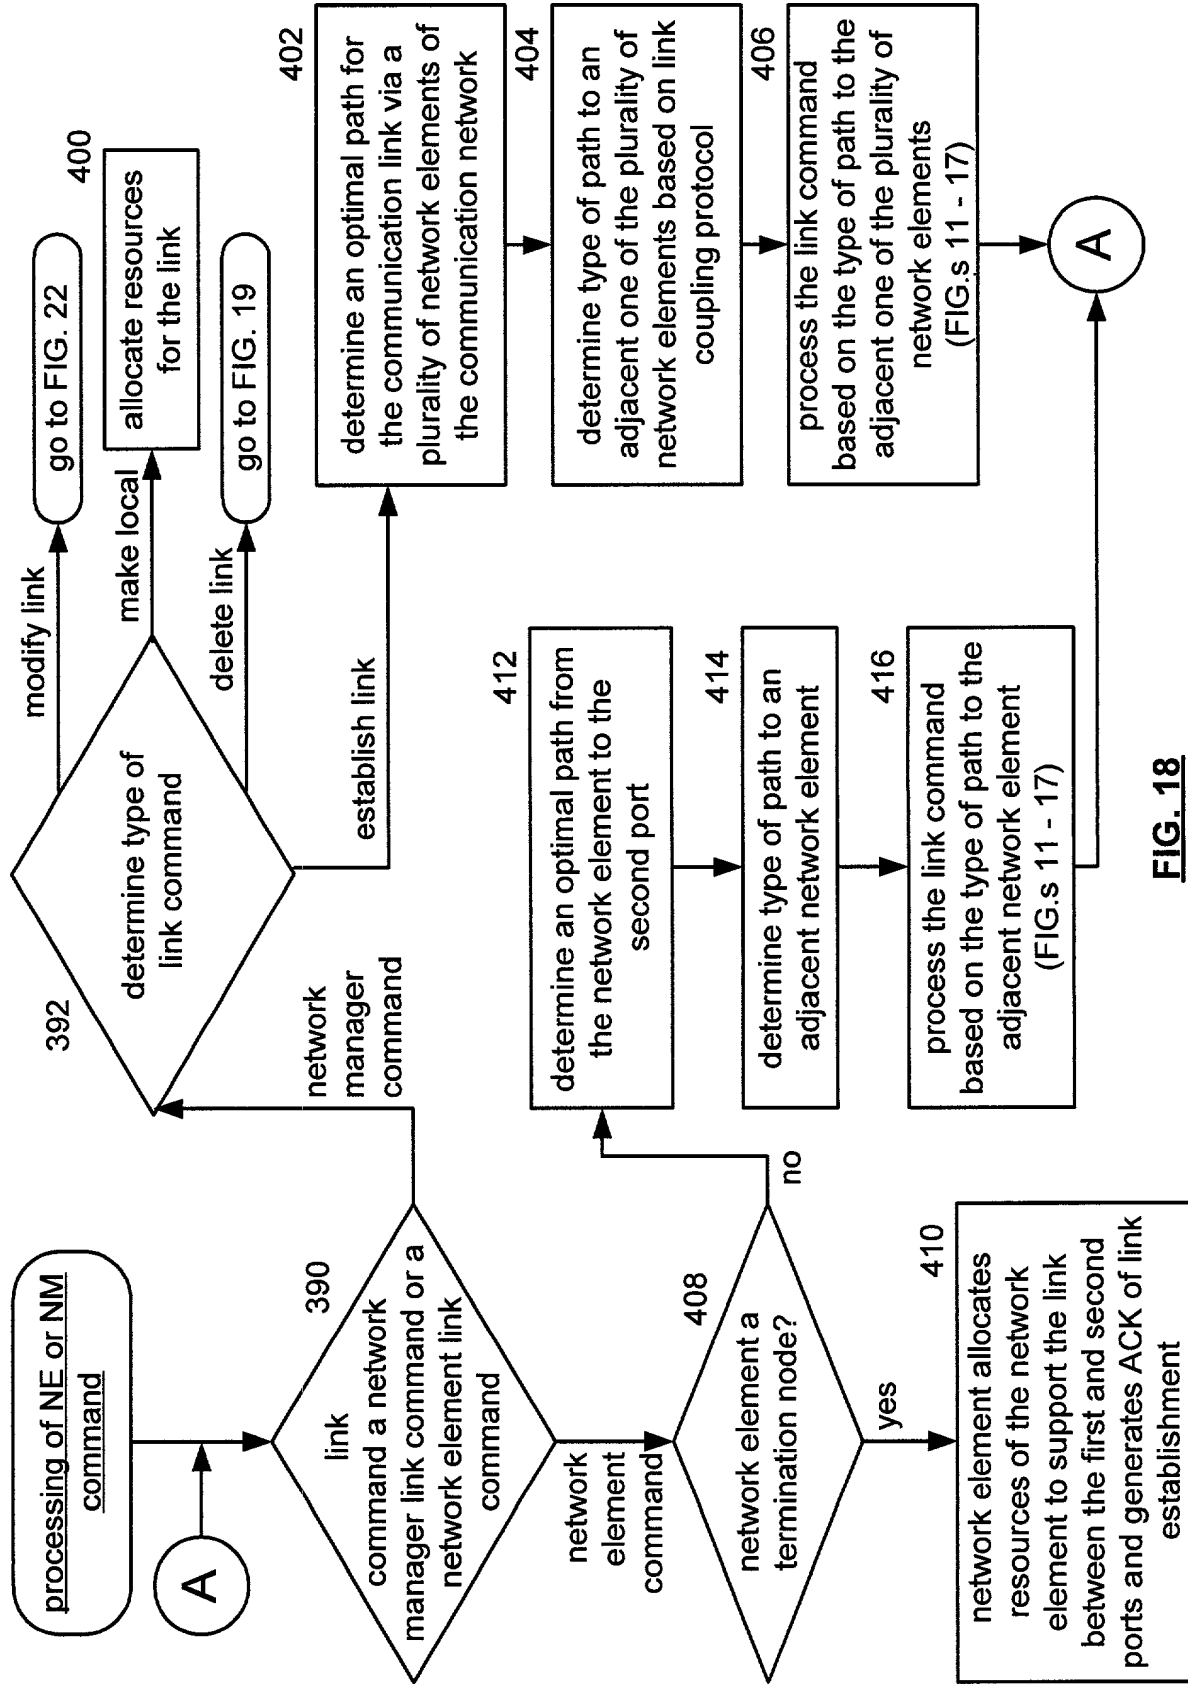 processing of NE or NM
command
A
390
link
command a network
manager link command or a
network element link
command
network
manager
command
392
determine type of
link command
modify link
go to FIG. 22
make local
400
allocate resources
for the link
delete link
go to FIG. 19
establish link
402
determine an optimal path for
the communication link via a
plurality of network elements of
the communication network
404
determine type of path to an
adjacent one of the plurality of
network elements based on link
coupling protocol
406
process the link command
based on the type of path to the
adjacent one of the plurality of
network elements
(FIG.s 11 - 17)
A
network
element
command
408
network element a
termination node?
no
yes
410
network element allocates
resources of the network
element to support the link
between the first and second
ports and generates ACK of link
establishment
412
determine an optimal path from
the network element to the
second port
414
determine type of path to an
adjacent network element
416
process the link command
based on the type of path to the
adjacent network element
(FIG.s 11 - 17)
FIG. 18